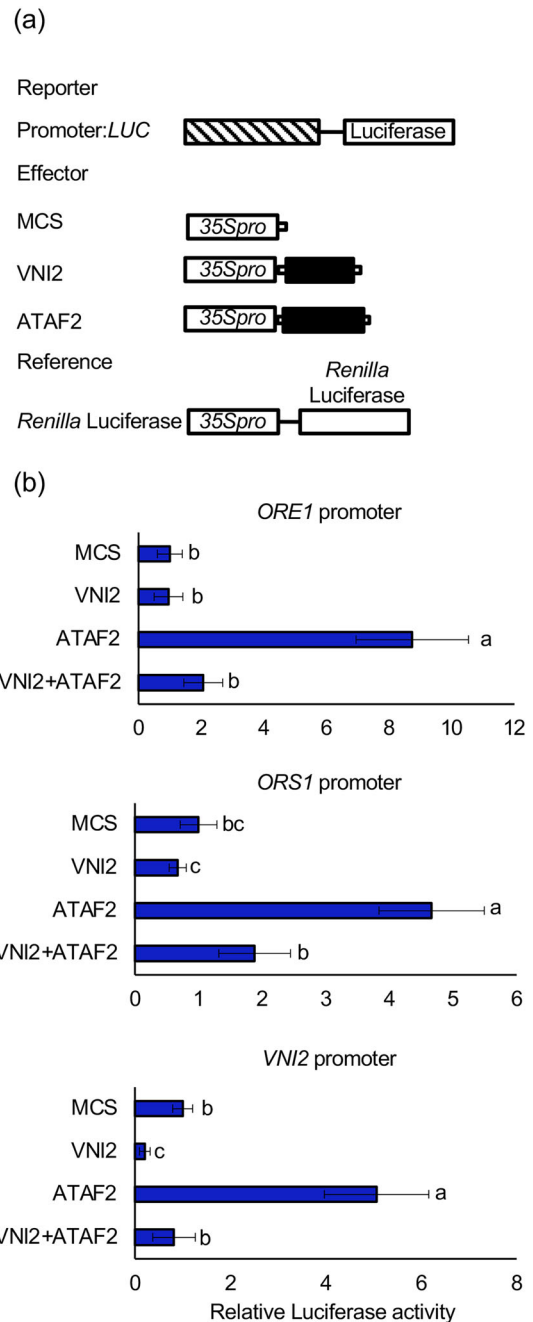 (a)
Reporter
Promoter:LUC
Luciferase
Effector
MCS
35Spro
VNI2
35Spro
ATAF2
35Spro
Reference
Renilla
Luciferase
Renilla Luciferase
35Spro
(b)
ORE1 promoter
MCS
b
VNI2
b
ATAF2
a
VNI2+ATAF2
b
0 2 4 6 8 10 12
ORS1 promoter
MCS
bc
VNI2
c
ATAF2
a
VNI2+ATAF2
b
0 1 2 3 4 5 6
VNI2 promoter
MCS
b
VNI2
c
ATAF2
a
VNI2+ATAF2
b
0 2 4 6 8
Relative Luciferase activity